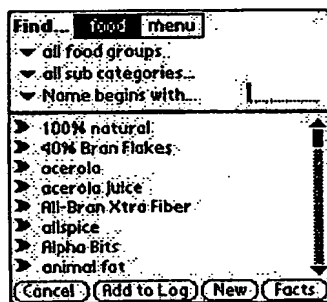 Find... food menu
all food groups
all sub categories...
Name begins with...
100% natural
40% Bran Flakes
acerola
acerola juice
All-Bran Xtra Fiber
allspice
Alpha Bits
animal fat
Cancel Add to Log New Facts